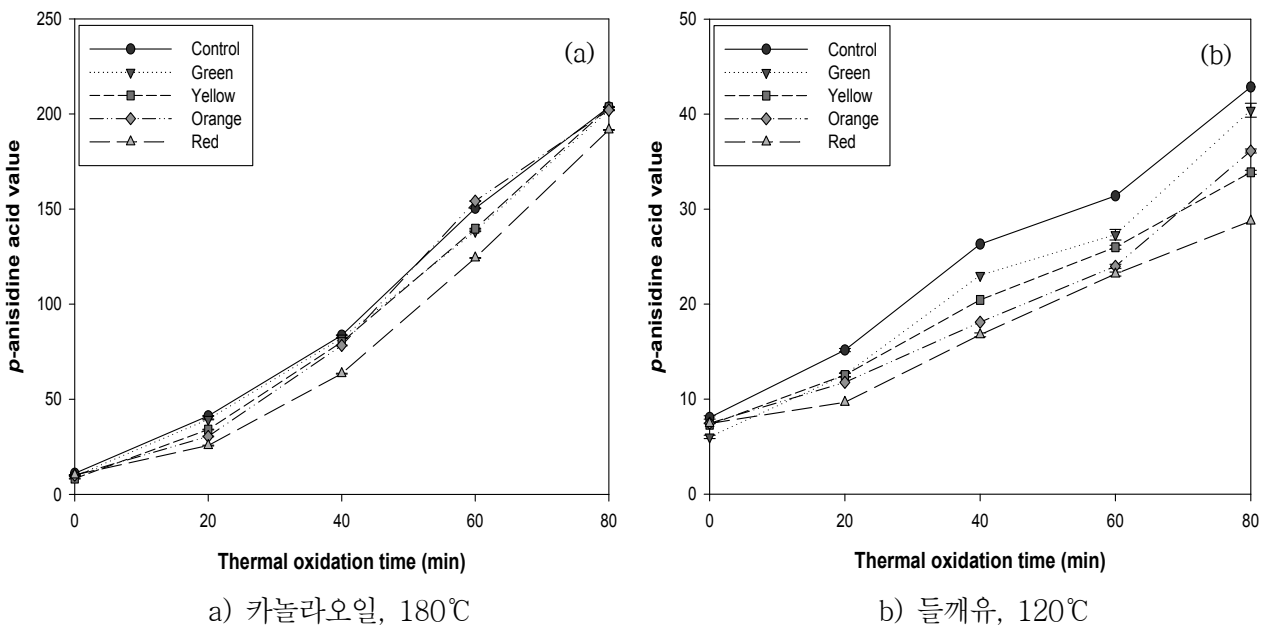 250
200
150
100
50
0
p-anisidine acid value
Control
Green
Yellow
Orange
Red
(a)
0 20 40 60 80
Thermal oxidation time (min)
a) 카놀라오일, 180℃
50
40
30
20
10
0
p-anisidine acid value
Control
Green
Yellow
Orange
Red
(b)
0 20 40 60 80
Thermal oxidation time (min)
b) 들깨유, 120℃